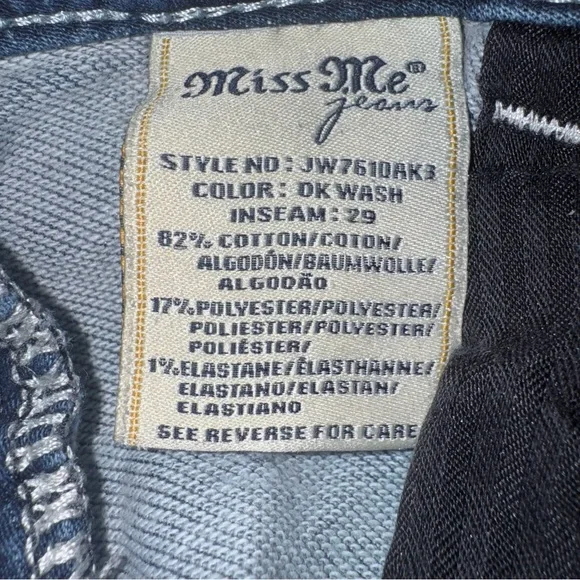 Miss Me®
jeans
STYLE NO: JW7610AK3
COLOR: DK WASH
INSEAM: 29
82% COTTON/COTON/
ALGODÓN/BAUMWOLLE/
ALGODÃO
17%POLYESTER/POLYESTER/
POLIÉSTER/POLYESTER/
POLIÉSTER/
1%ELASTANE/ÉLASTHANNE/
ELASTANO/ELASTAN/
ELASTIANO
SEE REVERSE FOR CARE